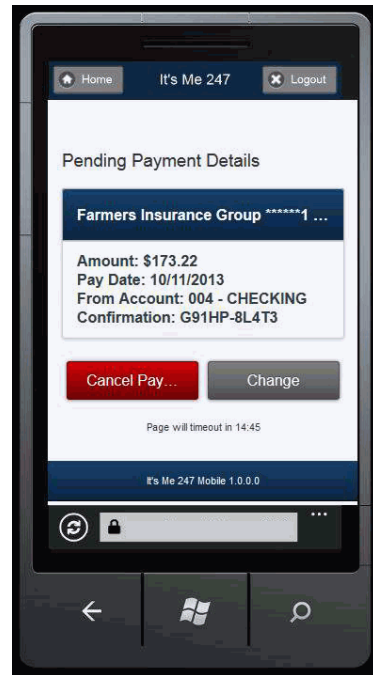 Home
It's Me 247
Logout
Pending Payment Details
Farmers Insurance Group ******1 ...
Amount: $173.22
Pay Date: 10/11/2013
From Account: 004 - CHECKING
Confirmation: G91HP-8L4T3
Cancel Pay...
Change
Page will timeout in 14:45
It's Me 247 Mobile 1.0.0.0
...